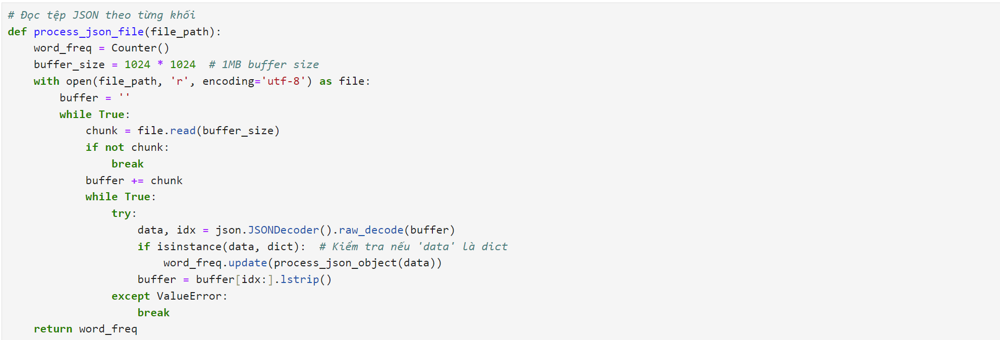 # Đọc tệp JSON theo từng khối
def process_json_file(file_path):
    word_freq = Counter()
    buffer_size = 1024 * 1024  # 1MB buffer size
    with open(file_path, 'r', encoding='utf-8') as file:
        buffer = ''
        while True:
            chunk = file.read(buffer_size)
            if not chunk:
                break
            buffer += chunk
            while True:
                try:
                    data, idx = json.JSONDecoder().raw_decode(buffer)
                    if isinstance(data, dict):  # Kiểm tra nếu 'data' là dict
                        word_freq.update(process_json_object(data))
                    buffer = buffer[idx:].lstrip()
                except ValueError:
                    break
    return word_freq